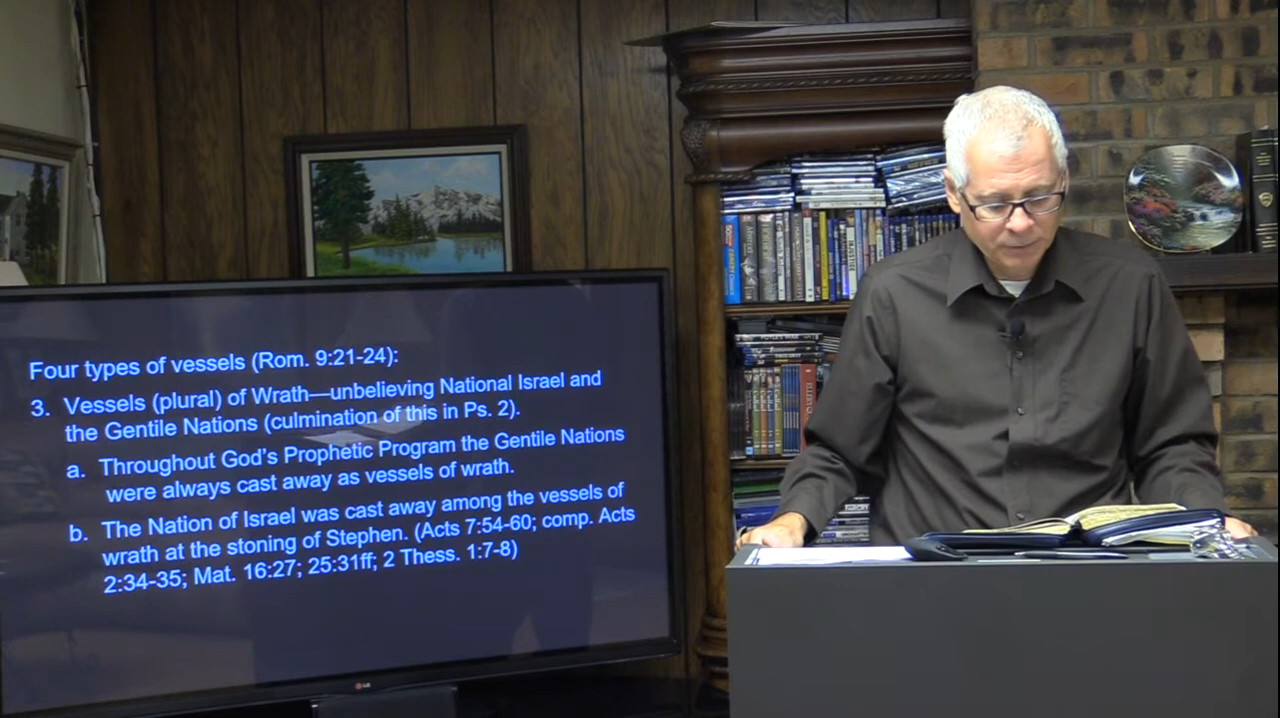 Four types of vessels (Rom. 9:21-24):
3. Vessels (plural) of Wrath—unbelieving National Israel and
the Gentile Nations (culmination of this in Ps. 2).
a. Throughout God's Prophetic Program the Gentile Nations
were always cast away as vessels of wrath.
b. The Nation of Israel was cast away among the vessels of
wrath at the stoning of Stephen. (Acts 7:54-60; comp. Acts
2:34-35; Mat. 16:27; 25:31ff; 2 Thess. 1:7-8)
LG